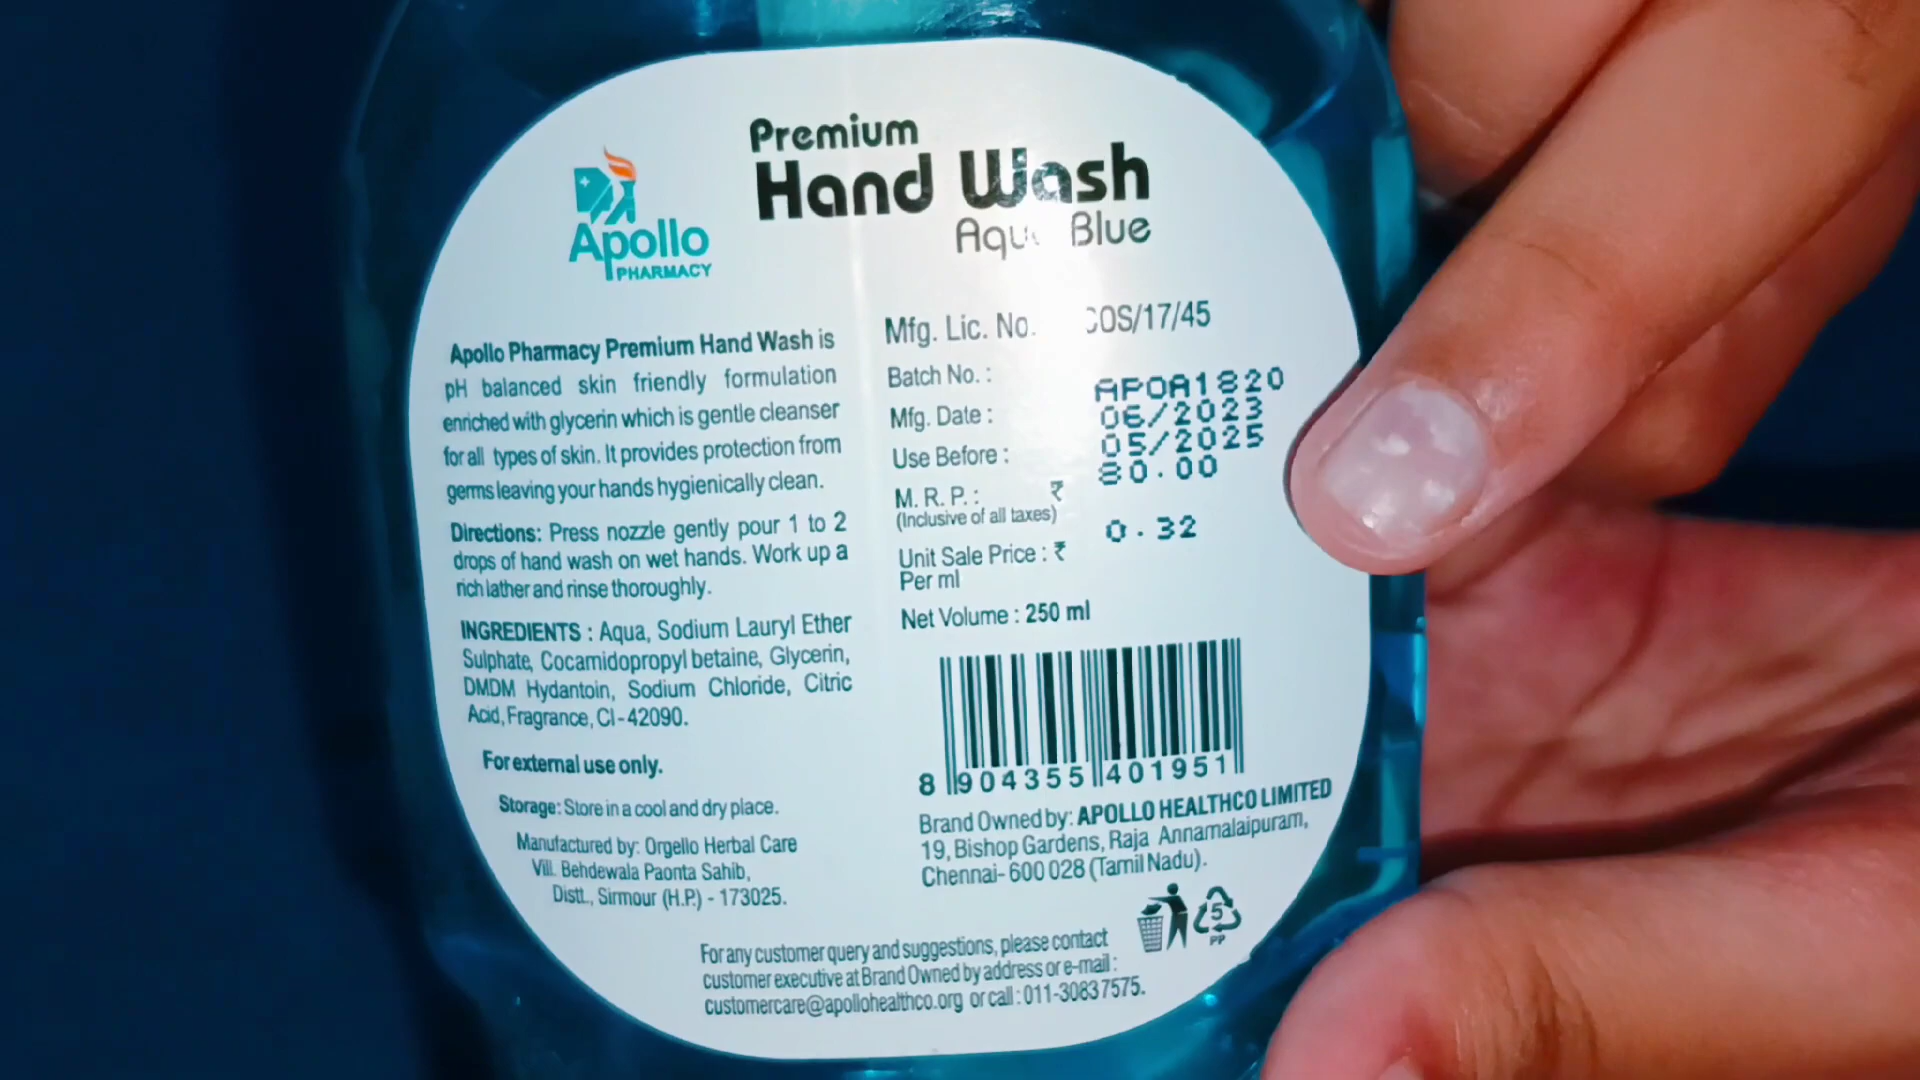 Premium
Hand Wash
Aqua Blue
Apollo
PHARMACY
Apollo Pharmacy Premium Hand Wash is
pH balanced skin friendly formulation
enriched with glycerin which is gentle cleanser
for all types of skin. It provides protection from
germs leaving your hands hygienically clean.
Directions: Press nozzle gently pour 1 to 2
drops of hand wash on wet hands. Work up a
rich lather and rinse thoroughly.
INGREDIENTS : Aqua, Sodium Lauryl Ether
Sulphate, Cocamidopropyl betaine, Glycerin,
DMDM Hydantoin, Sodium Chloride, Citric
Acid, Fragrance, CI-42090.
For external use only.
Storage: Store in a cool and dry place.
Manufactured by: Orgello Herbal Care
Vill. Behdewala Paonta Sahib,
Distt., Sirmour (H.P.) - 173025.
Mfg. Lic. No. COS/17/45
Batch No. : APOA1820
Mfg. Date : 06/2023
Use Before : 05/2025
M. R. P. : ₹ 80.00
(Inclusive of all taxes)
Unit Sale Price : ₹ 0.32
Per ml
Net Volume : 250 ml
8 904355 401951
Brand Owned by: APOLLO HEALTHCO LIMITED
19, Bishop Gardens, Raja Annamalaipuram,
Chennai- 600 028 (Tamil Nadu).
5
PP
For any customer query and suggestions, please contact
customer executive at Brand Owned by address or e-mail :
customercare@apollohealthco.org or call : 011-30837575.